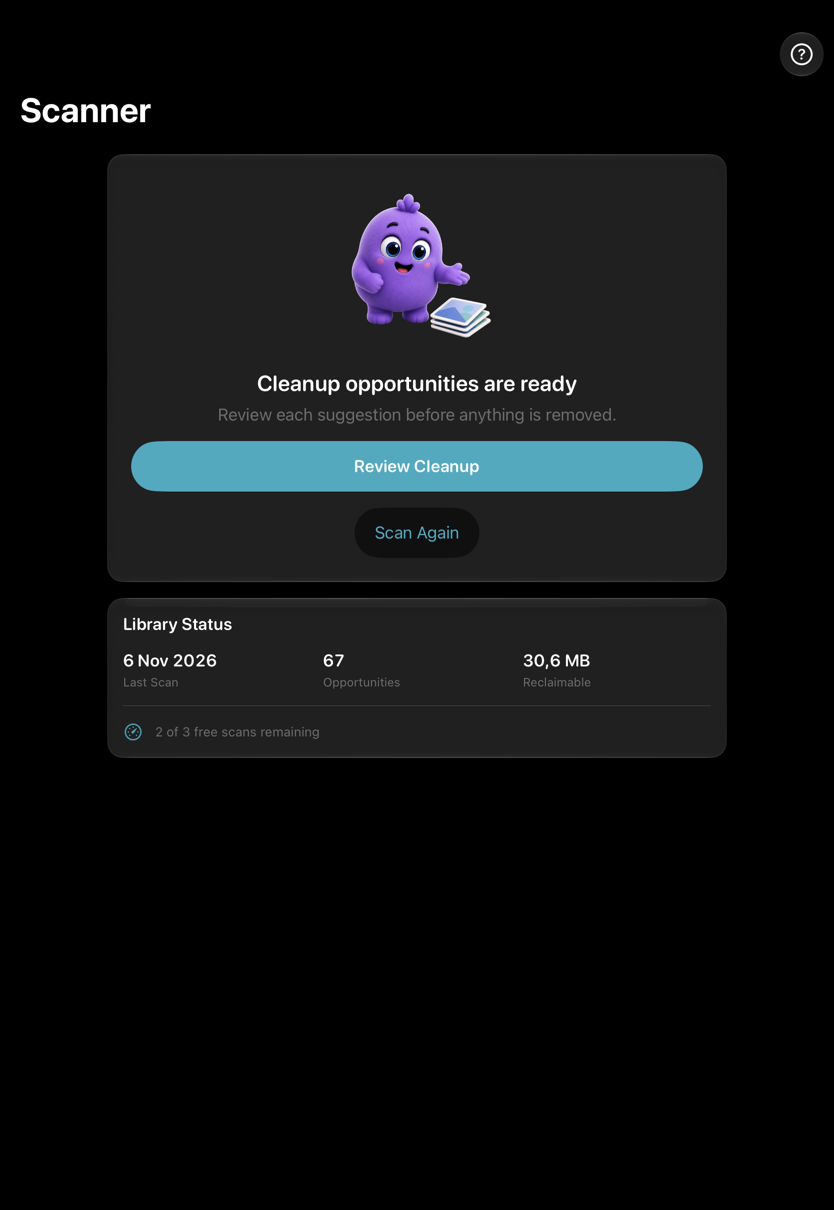 Scanner
Cleanup opportunities are ready
Review each suggestion before anything is removed.
Review Cleanup
Scan Again
Library Status
6 Nov 2026 67 30,6 MB
Last Scan Opportunities Reclaimable
2 of 3 free scans remaining